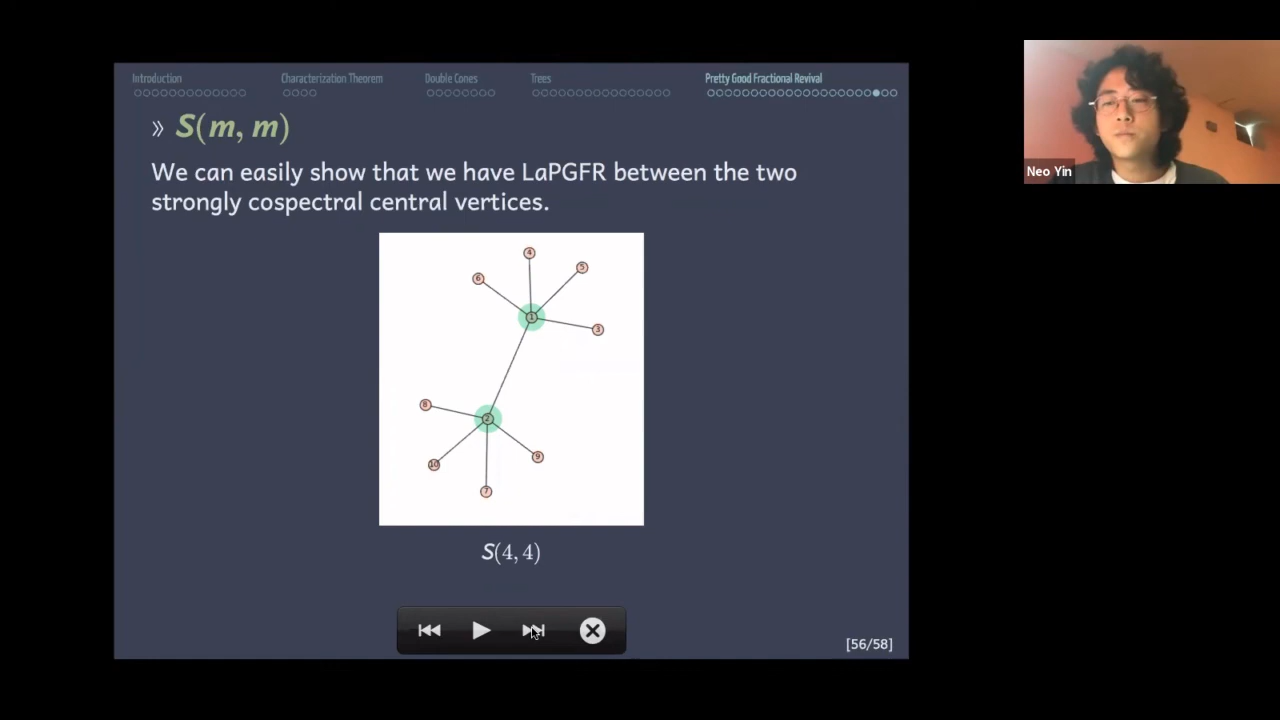 Introduction
Characterization Theorem
Double Cones
Trees
Pretty Good Fractional Revival
» S(m, m)
We can easily show that we have LaPGFR between the two
strongly cospectral central vertices.
4
5
6
1
3
8
2
10
9
7
S(4, 4)
[56/58]
Neo Yin